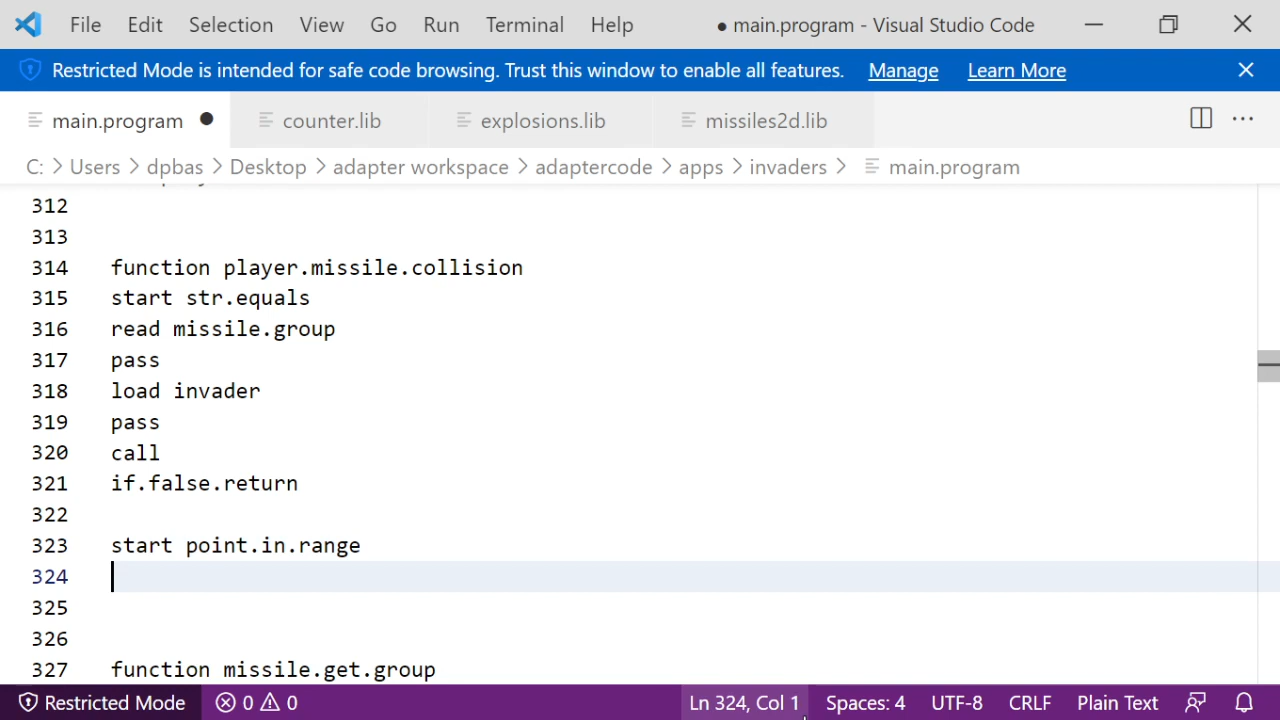 File Edit Selection View Go Run Terminal Help ● main.program - Visual Studio Code
Restricted Mode is intended for safe code browsing. Trust this window to enable all features. Manage Learn More
main.program counter.lib explosions.lib missiles2d.lib
C: > Users > dpbas > Desktop > adapter workspace > adaptercode > apps > invaders > main.program
312
313
314 function player.missile.collision
315 start str.equals
316 read missile.group
317 pass
318 load invader
319 pass
320 call
321 if.false.return
322
323 start point.in.range
324
325
326
327 function missile.get.group
Restricted Mode 0 0 Ln 324, Col 1 Spaces: 4 UTF-8 CRLF Plain Text